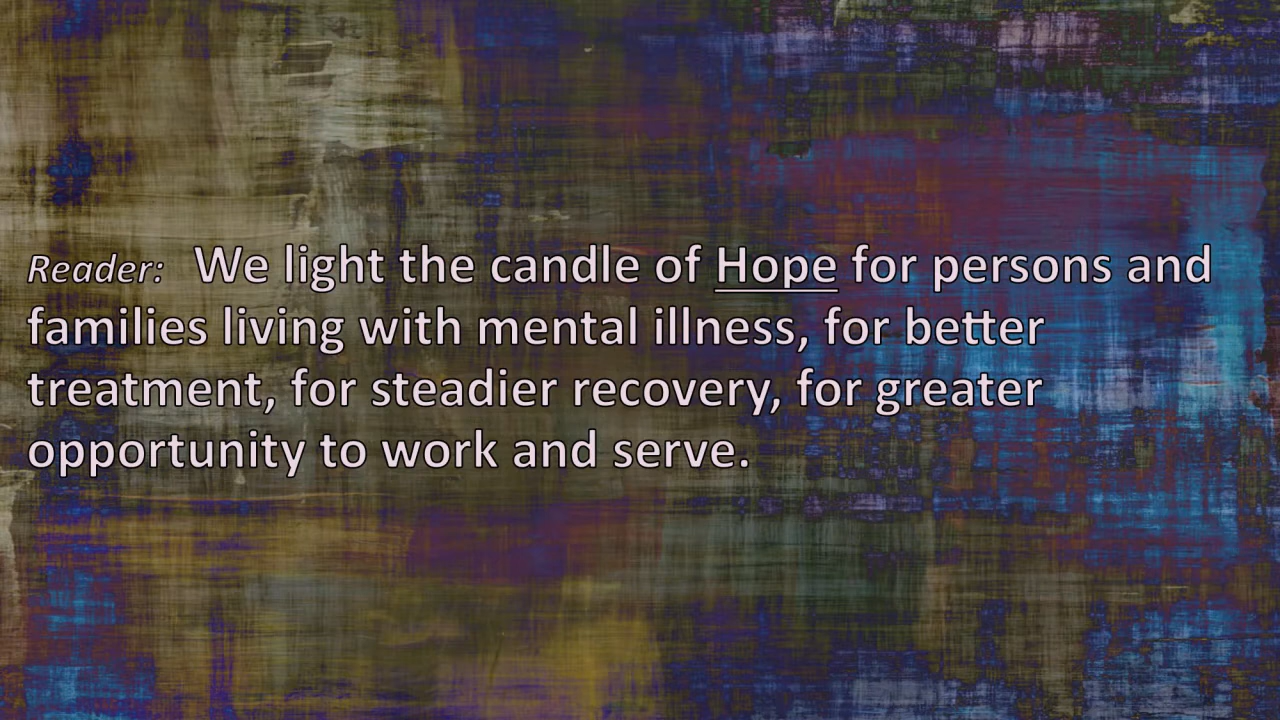 Reader: We light the candle of Hope for persons and
families living with mental illness, for better
treatment, for steadier recovery, for greater
opportunity to work and serve.